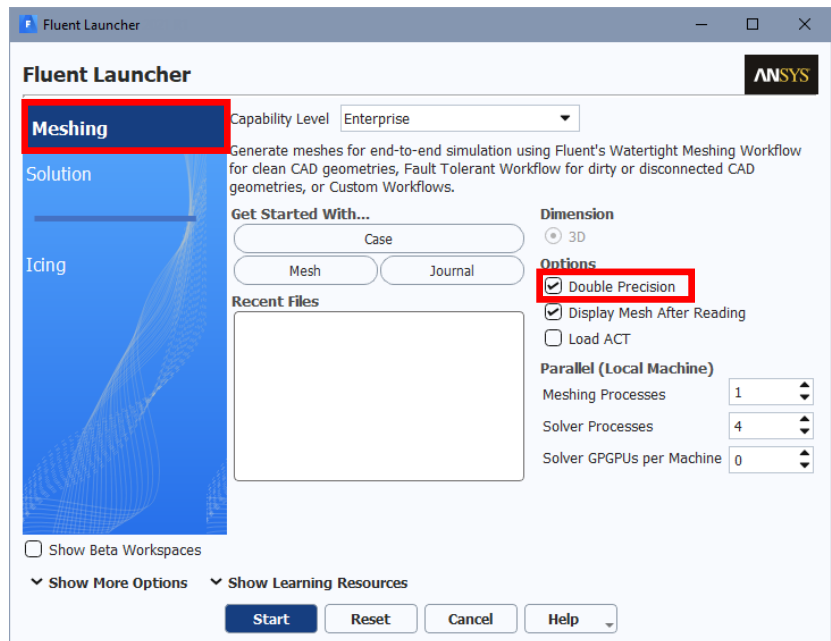 Fluent Launcher
Fluent Launcher
ANSYS
Meshing
Solution
Icing
Capability Level Enterprise
Generate meshes for end-to-end simulation using Fluent's Watertight Meshing Workflow
for clean CAD geometries, Fault Tolerant Workflow for dirty or disconnected CAD
geometries, or Custom Workflows.
Get Started With...
Case
Mesh Journal
Recent Files
Dimension
3D
Options
Double Precision
Display Mesh After Reading
Load ACT
Parallel (Local Machine)
Meshing Processes 1
Solver Processes 4
Solver GPGPUs per Machine 0
Show Beta Workspaces
Show More Options Show Learning Resources
Start Reset Cancel Help